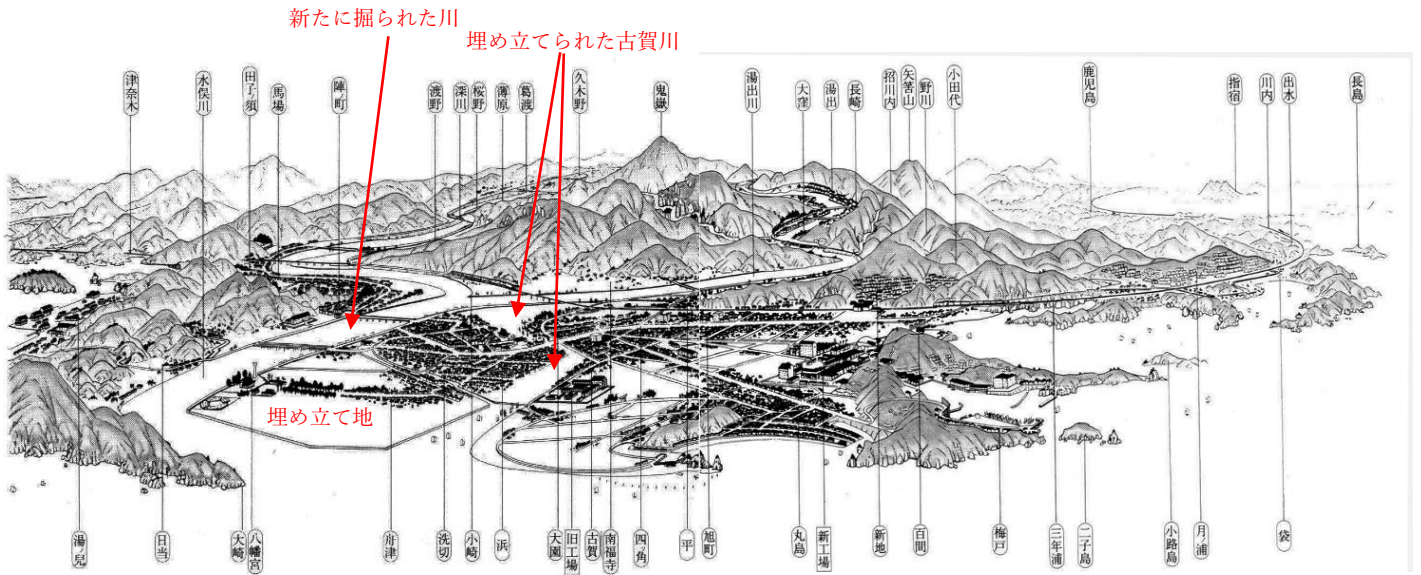 新たに掘られた川
埋め立てられた古賀川
津奈木
水俣川
田子ノ須
馬場
陣ノ町
渡野
深川
桜野
薄原
葛渡
久木野
鬼嶽
湯出川
大窪
湯出
長崎
招川内
矢筈山
野川
小田代
鹿児島
指宿
川内
出水
長島
埋め立て地
湯ノ兒
日当
大崎
八幡宮
舟津
洗切
小崎
浜
大園
旧工場
古賀
南福寺
四ッ角
平
旭町
丸島
新工場
新地
百間
梅戸
三年浦
二子島
小路島
月ノ浦
袋